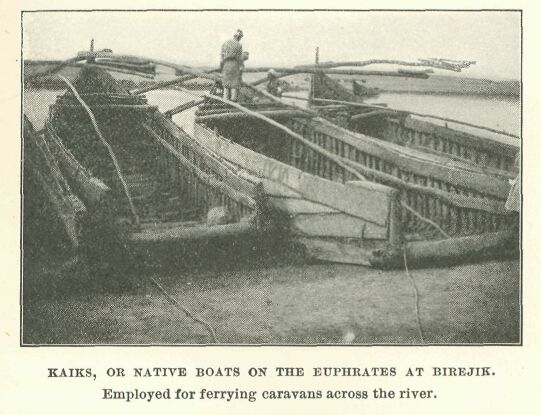 KAIKS, OR NATIVE BOATS ON THE EUPHRATES AT BIREJIK.
Employed for ferrying caravans across the river.